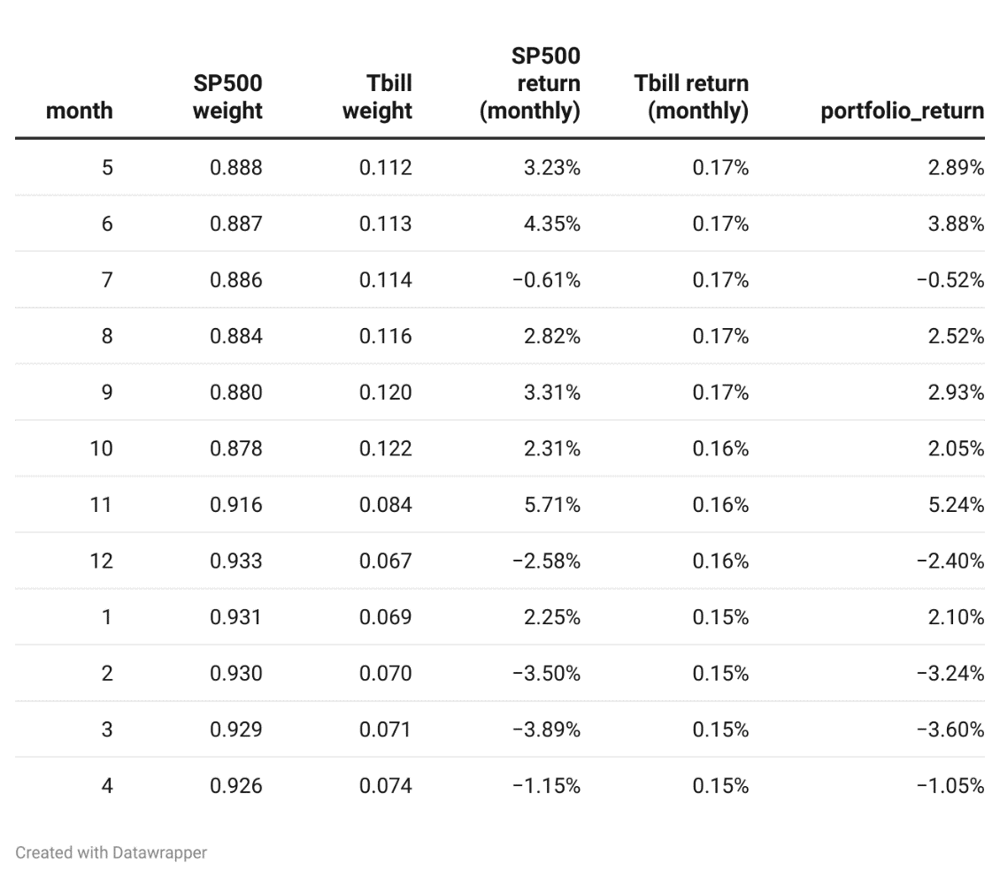 month SP500 weight Tbill weight SP500 return (monthly) Tbill return (monthly) portfolio_return
5 0.888 0.112 3.23% 0.17% 2.89%
6 0.887 0.113 4.35% 0.17% 3.88%
7 0.886 0.114 −0.61% 0.17% −0.52%
8 0.884 0.116 2.82% 0.17% 2.52%
9 0.880 0.120 3.31% 0.17% 2.93%
10 0.878 0.122 2.31% 0.16% 2.05%
11 0.916 0.084 5.71% 0.16% 5.24%
12 0.933 0.067 −2.58% 0.16% −2.40%
1 0.931 0.069 2.25% 0.15% 2.10%
2 0.930 0.070 −3.50% 0.15% −3.24%
3 0.929 0.071 −3.89% 0.15% −3.60%
4 0.926 0.074 −1.15% 0.15% −1.05%
Created with Datawrapper